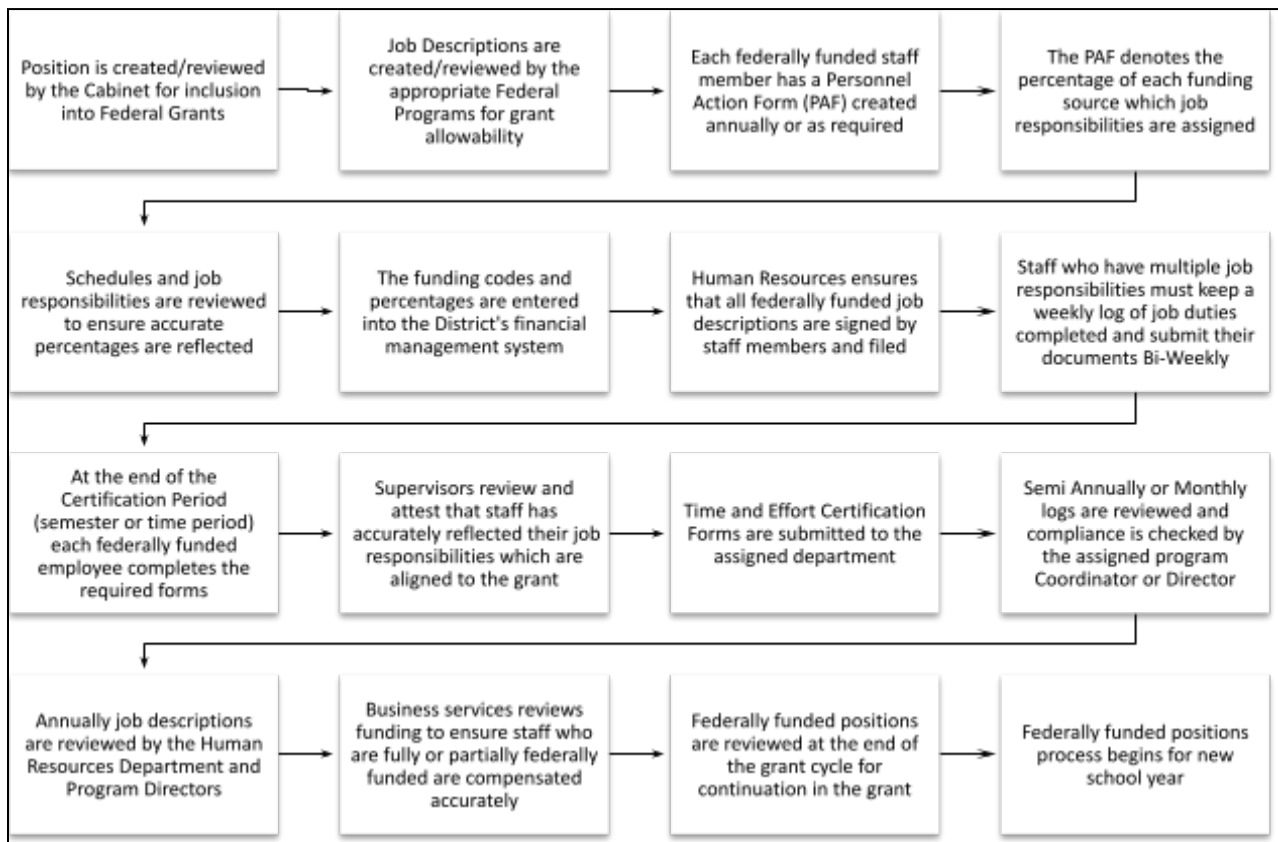 Position is created/reviewed
by the Cabinet for inclusion
into Federal Grants
Job Descriptions are
created/reviewed by the
appropriate Federal
Programs for grant
allowability
Each federally funded staff
member has a Personnel
Action Form (PAF) created
annually or as required
The PAF denotes the
percentage of each funding
source which job
responsibilities are assigned
Schedules and job
responsibilities are reviewed
to ensure accurate
percentages are reflected
The funding codes and
percentages are entered
into the District's financial
management system
Human Resources ensures
that all federally funded job
descriptions are signed by
staff members and filed
Staff who have multiple job
responsibilities must keep a
weekly log of job duties
completed and submit their
documents Bi-Weekly
At the end of the
Certification Period
(semester or time period)
each federally funded
employee completes the
required forms
Supervisors review and
attest that staff has
accurately reflected their job
responsibilities which are
aligned to the grant
Time and Effort Certification
Forms are submitted to the
assigned department
Semi Annually or Monthly
logs are reviewed and
compliance is checked by
the assigned program
Coordinator or Director
Annually job descriptions
are reviewed by the Human
Resources Department and
Program Directors
Business services reviews
funding to ensure staff who
are fully or partially federally
funded are compensated
accurately
Federally funded positions
are reviewed at the end of
the grant cycle for
continuation in the grant
Federally funded positions
process begins for new
school year